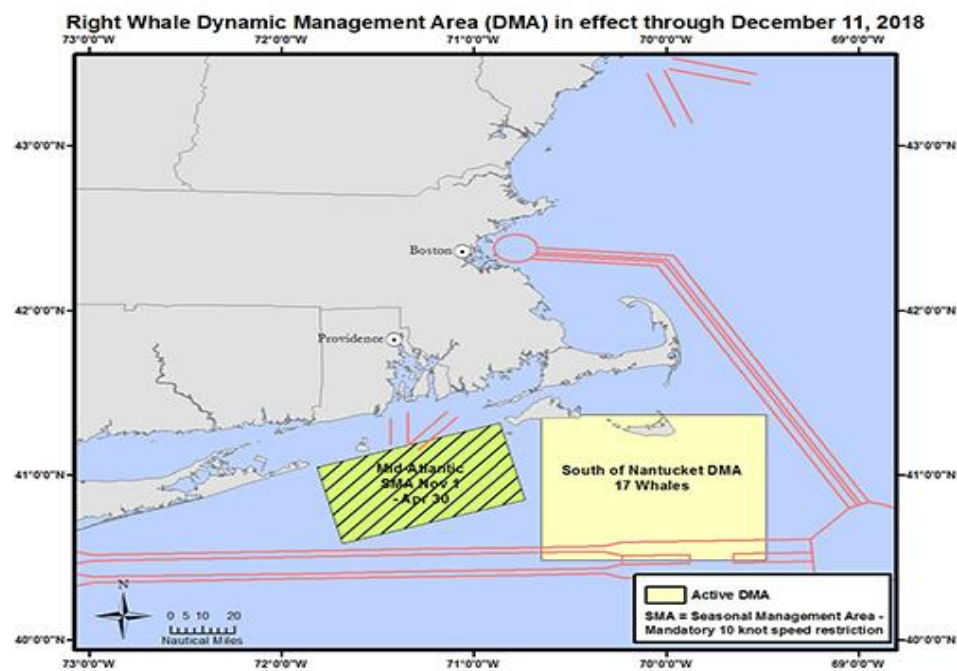 Right Whale Dynamic Management Area (DMA) in effect through December 11, 2018
73°0'0"W 72°0'0"W 71°0'0"W 70°0'0"W 69°0'0"W
43°0'0"N 43°0'0"N
Boston
42°0'0"N 42°0'0"N
Providence
41°0'0"N 41°0'0"N
Mid-Atlantic
SMA Nov 1
- Apr 30
South of Nantucket DMA
17 Whales
N
0 5 10 20
Nautical Miles
Active DMA
SMA = Seasonal Management Area -
Mandatory 10 knot speed restriction
40°0'0"N 40°0'0"N
73°0'0"W 72°0'0"W 71°0'0"W 70°0'0"W 69°0'0"W